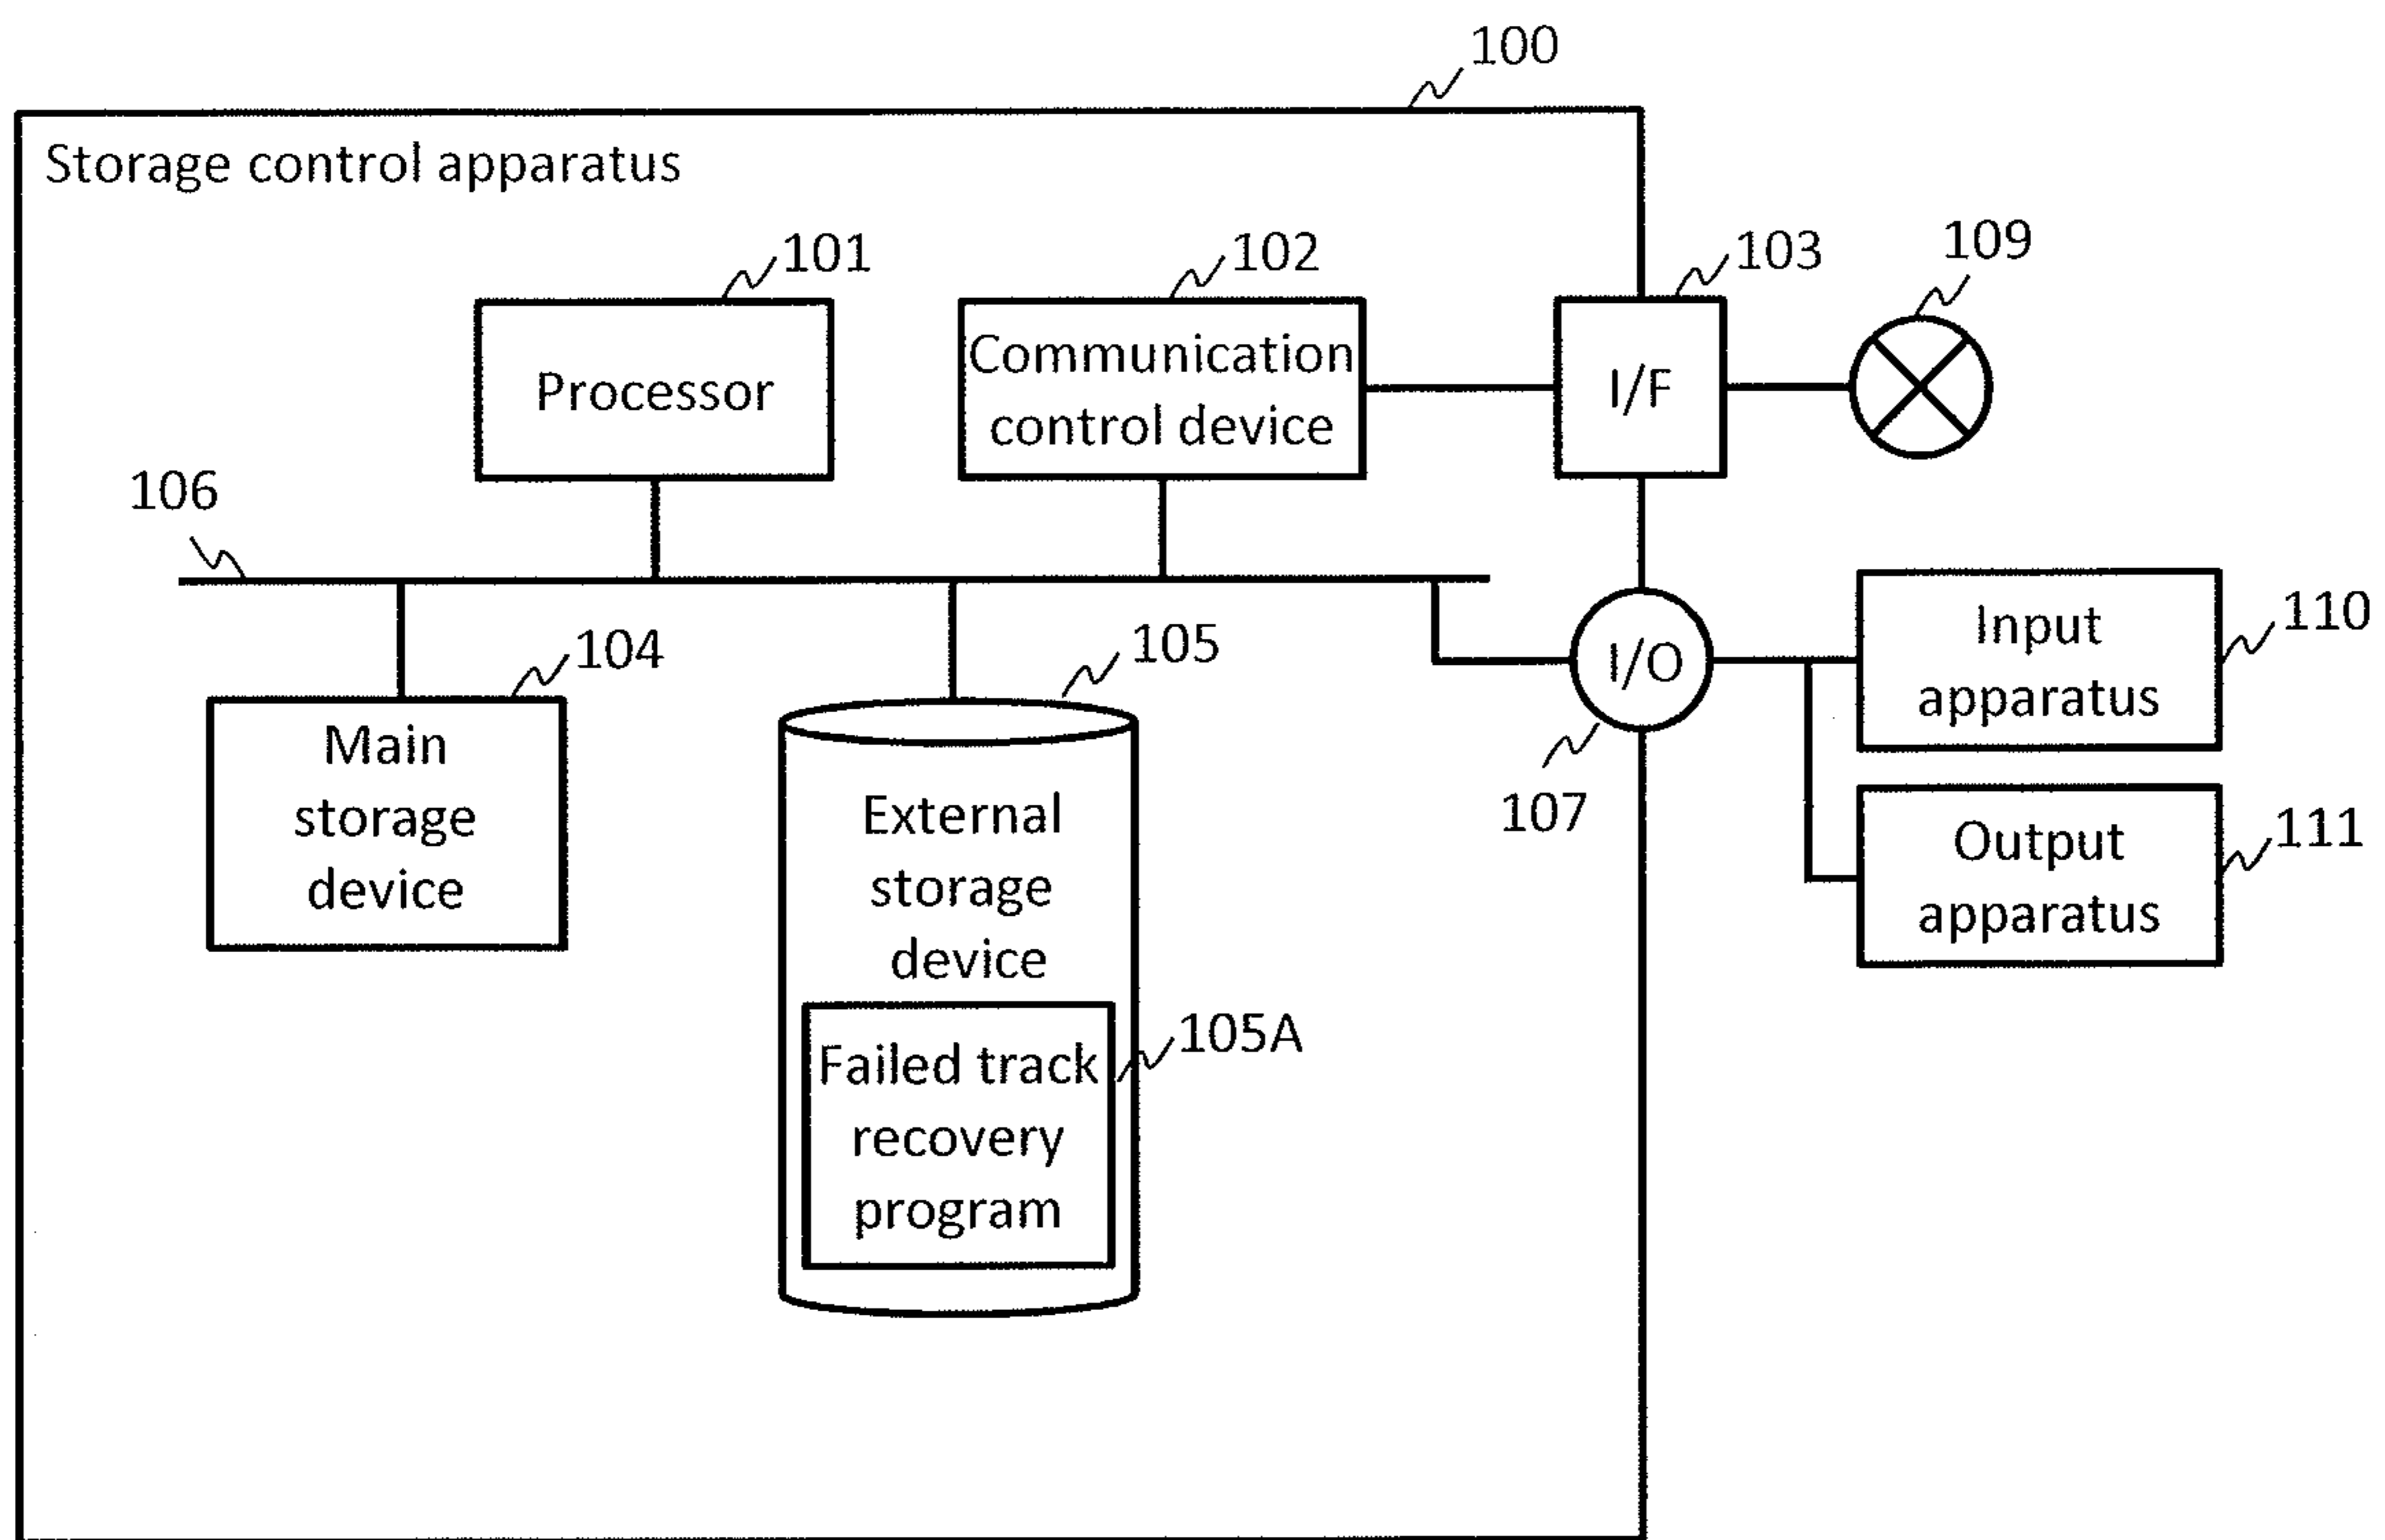 100
Storage control apparatus
101
102
103
109
Processor
Communication
control device
I/F
106
104
105
I/O
107
Input
apparatus
110
Main
storage
device
External
storage
device
Output
apparatus
111
105A
Failed track
recovery
program